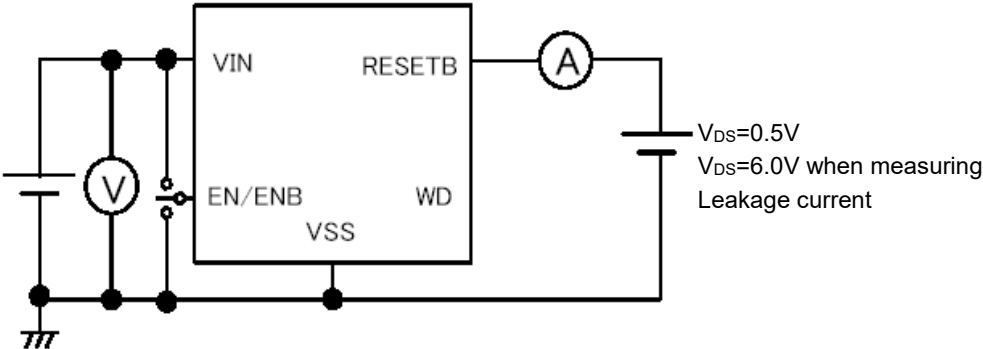 VIN
RESETB
A
V
EN/ENB
WD
VSS
VDS=0.5V
VDS=6.0V when measuring
Leakage current